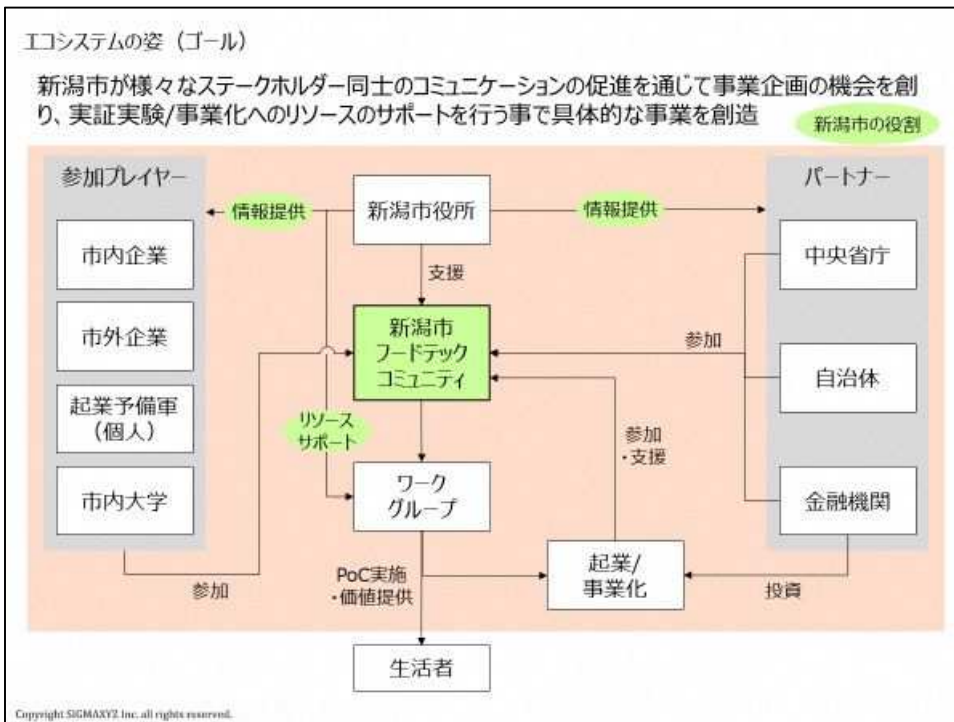 エコシステムの姿（ゴール）
新潟市が様々なステークホルダー同士のコミュニケーションの促進を通じて事業企画の機会を創
り、実証実験/事業化へのリソースのサポートを行う事で具体的な事業を創造
新潟市の役割
参加プレイヤー
市内企業
市外企業
起業予備軍
（個人）
市内大学
情報提供
新潟市役所
情報提供
支援
新潟市
フードテック
コミュニティ
リソース
サポート
ワーク
グループ
参加
PoC実施
・価値提供
生活者
起業/
事業化
参加
・支援
参加
投資
パートナー
中央省庁
自治体
金融機関
Copyright SIGMAXYZ Inc. all rights reserved.